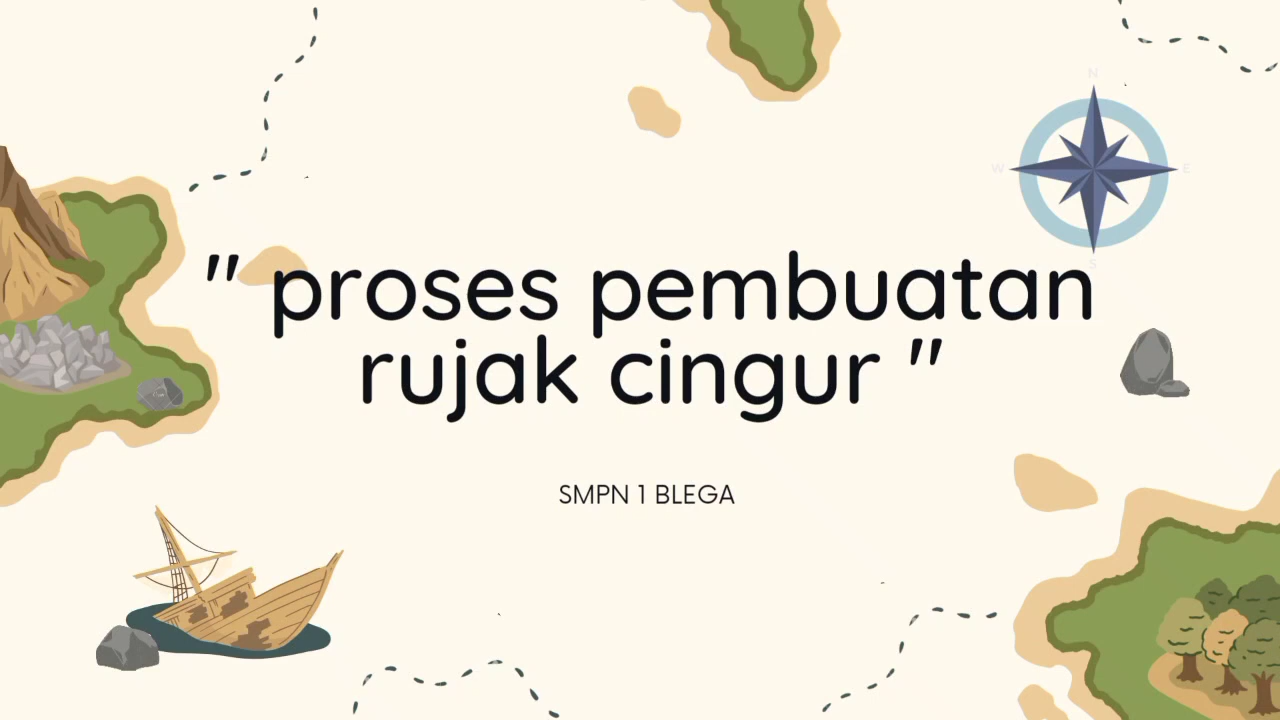 N
W E
S
" proses pembuatan
rujak cingur "
SMPN 1 BLEGA